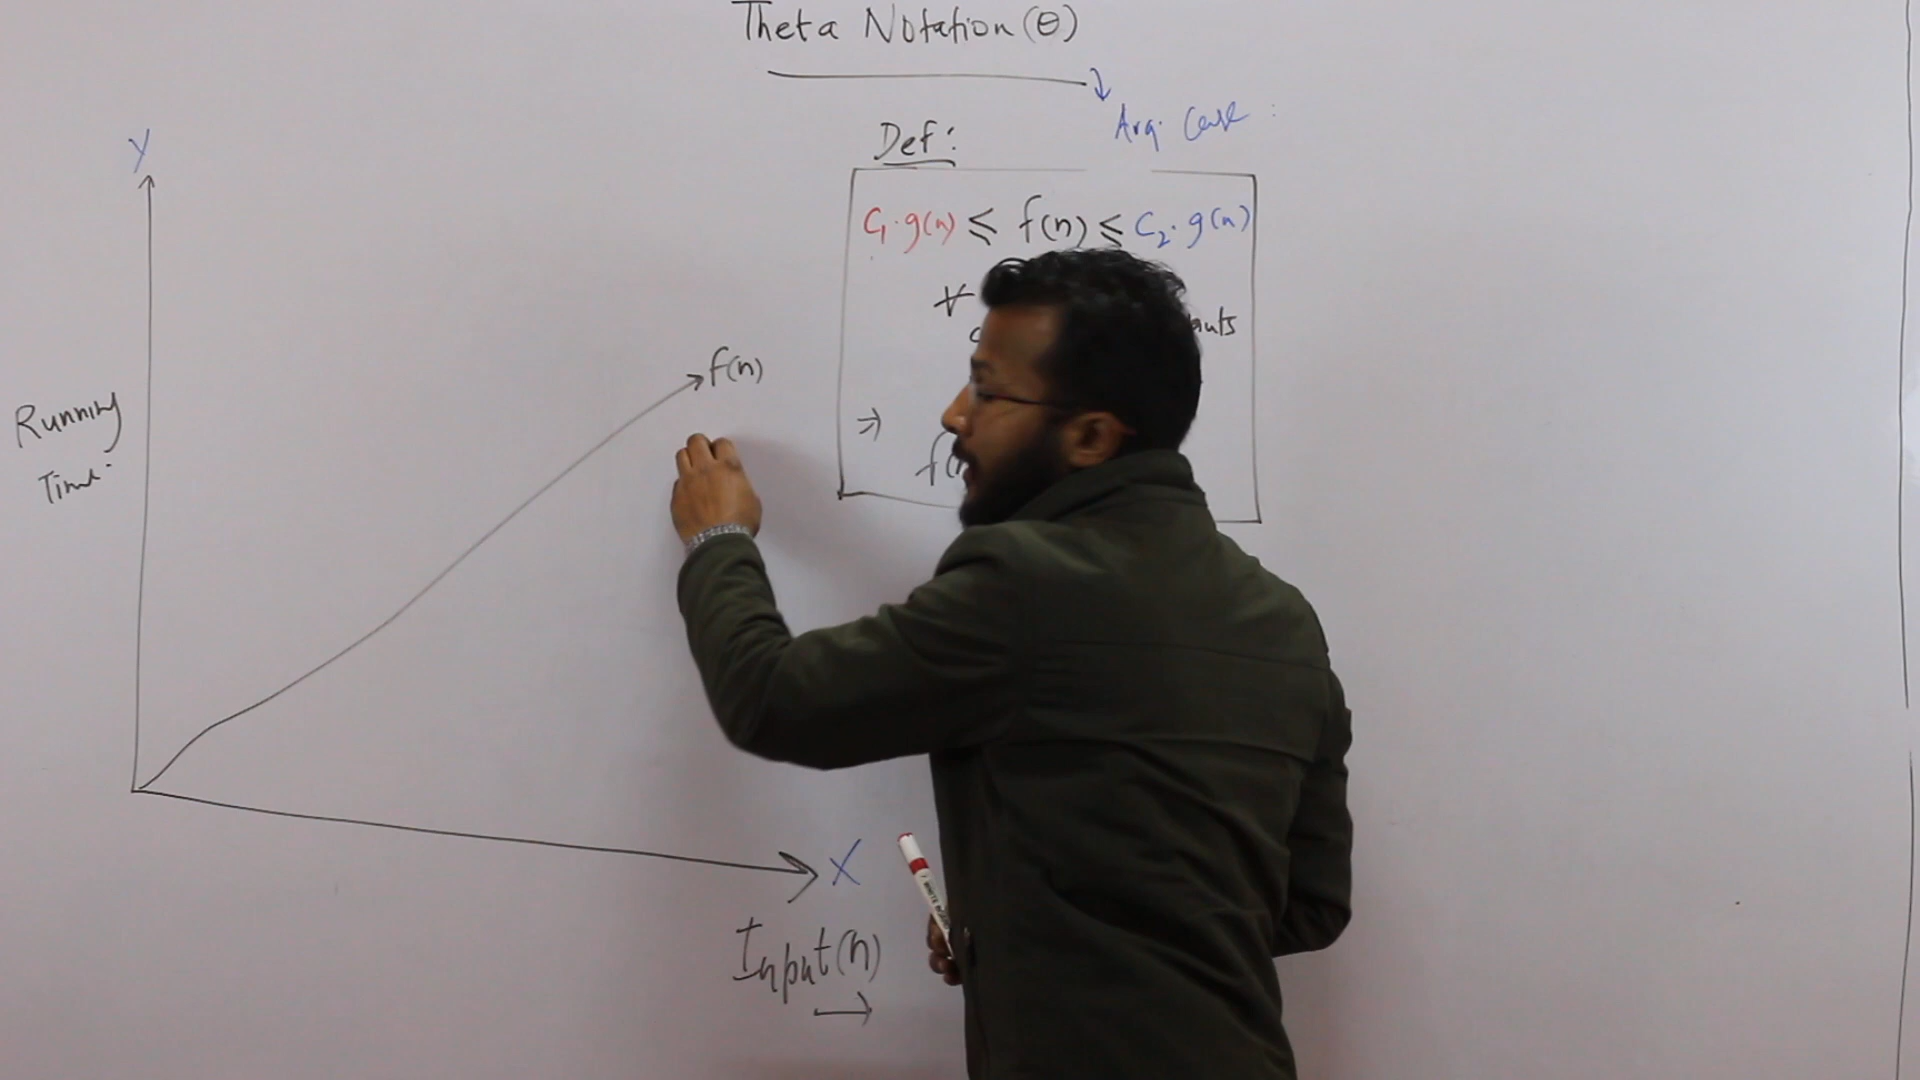 Theta Notation (θ)
Avg. Case :
Def:
C₁·g(n) ≤ f(n) ≤ C₂·g(n)
∀
⇒
f(n)
Y
Running
Time
X
Input(n)